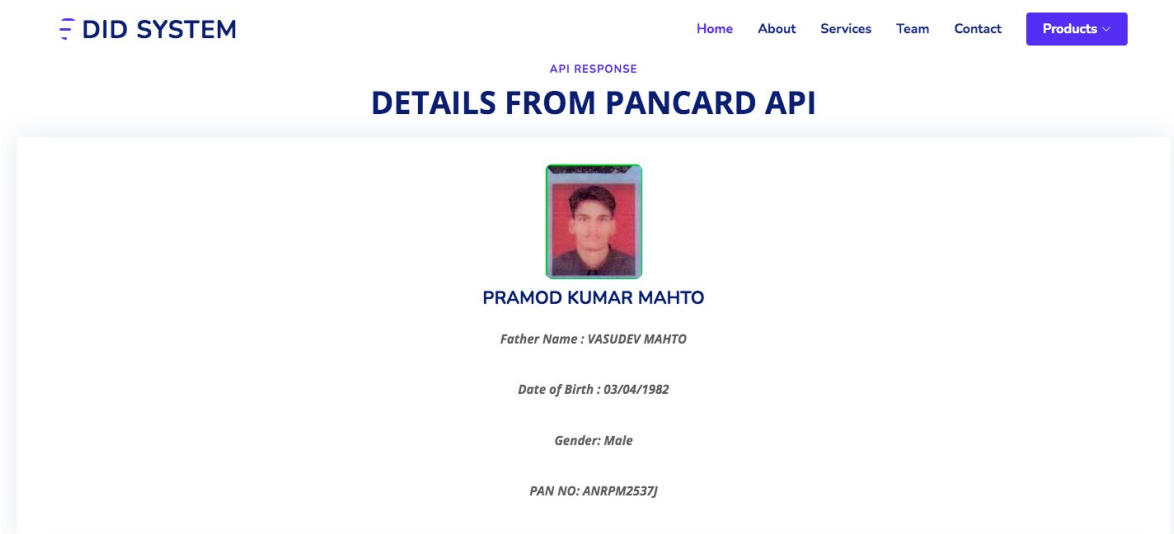 DID SYSTEM
Home About Services Team Contact Products
API RESPONSE
DETAILS FROM PANCARD API
PRAMOD KUMAR MAHTO
Father Name : VASUDEV MAHTO
Date of Birth : 03/04/1982
Gender: Male
PAN NO: ANRPM2537J